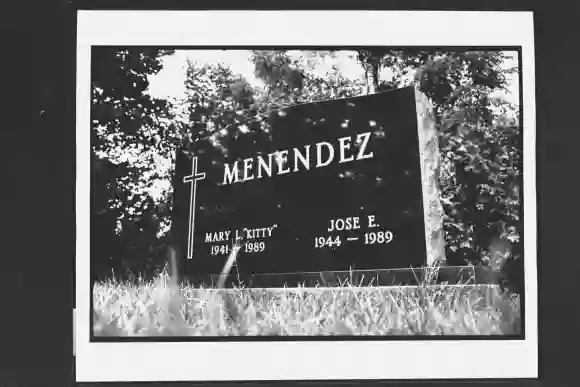 MENENDEZ
MARY L."KITTY"
1941 — 1989
JOSE E.
1944 — 1989